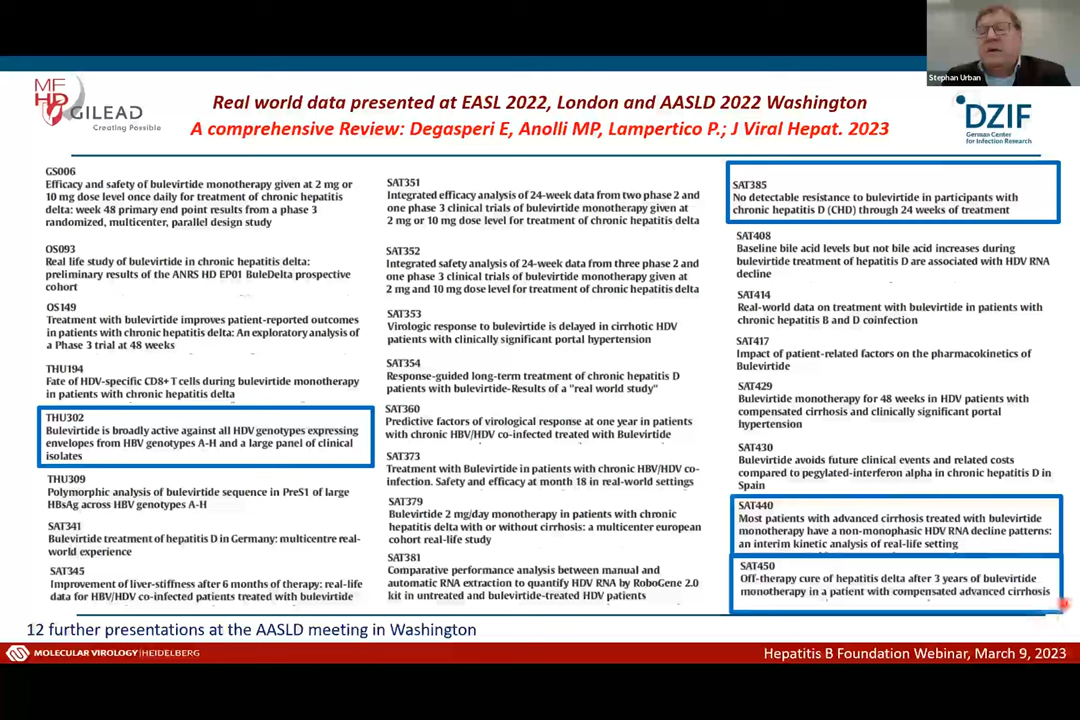 Stephan Urban
MF
HD
GILEAD
Creating Possible
Real world data presented at EASL 2022, London and AASLD 2022 Washington
A comprehensive Review: Degasperi E, Anolli MP, Lampertico P.; J Viral Hepat. 2023
DZIF
German Center
for Infection Research
GS006
Efficacy and safety of bulevirtide monotherapy given at 2 mg or
10 mg dose level once daily for treatment of chronic hepatitis
delta: week 48 primary end point results from a phase 3
randomized, multicenter, parallel design study
OS093
Real life study of bulevirtide in chronic hepatitis delta:
preliminary results of the ANRS HD EP01 BuleDelta prospective
cohort
OS149
Treatment with bulevirtide improves patient-reported outcomes
in patients with chronic hepatitis delta: An exploratory analysis of
a Phase 3 trial at 48 weeks
THU194
Fate of HDV-specific CD8+ T cells during bulevirtide monotherapy
in patients with chronic hepatitis delta
THU302
Bulevirtide is broadly active against all HDV genotypes expressing
envelopes from HBV genotypes A-H and a large panel of clinical
isolates
THU309
Polymorphic analysis of bulevirtide sequence in PreS1 of large
HBsAg across HBV genotypes A-H
SAT341
Bulevirtide treatment of hepatitis D in Germany: multicentre real-
world experience
SAT345
Improvement of liver-stiffness after 6 months of therapy: real-life
data for HBV/HDV co-infected patients treated with bulevirtide
SAT351
Integrated efficacy analysis of 24-week data from two phase 2 and
one phase 3 clinical trials of bulevirtide monotherapy given at
2 mg or 10 mg dose level for treatment of chronic hepatitis delta
SAT352
Integrated safety analysis of 24-week data from three phase 2 and
one phase 3 clinical trials of bulevirtide monotherapy given at
2 mg and 10 mg dose level for treatment of chronic hepatitis delta
SAT353
Virologic response to bulevirtide is delayed in cirrhotic HDV
patients with clinically significant portal hypertension
SAT354
Response-guided long-term treatment of chronic hepatitis D
patients with bulevirtide-Results of a "real world study"
SAT360
Predictive factors of virological response at one year in patients
with chronic HBV/HDV co-infected treated with Bulevirtide
SAT373
Treatment with Bulevirtide in patients with chronic HBV/HDV co-
infection. Safety and efficacy at month 18 in real-world settings
SAT379
Bulevirtide 2 mg/day monotherapy in patients with chronic
hepatitis delta with or without cirrhosis: a multicenter european
cohort real-life study
SAT381
Comparative performance analysis between manual and
automatic RNA extraction to quantify HDV RNA by RoboGene 2.0
kit in untreated and bulevirtide-treated HDV patients
SAT385
No detectable resistance to bulevirtide in participants with
chronic hepatitis D (CHD) through 24 weeks of treatment
SAT408
Baseline bile acid levels but not bile acid increases during
bulevirtide treatment of hepatitis D are associated with HDV RNA
decline
SAT414
Real-world data on treatment with bulevirtide in patients with
chronic hepatitis B and D coinfection
SAT417
Impact of patient-related factors on the pharmacokinetics of
Bulevirtide
SAT429
Bulevirtide monotherapy for 48 weeks in HDV patients with
compensated cirrhosis and clinically significant portal
hypertension
SAT430
Bulevirtide avoids future clinical events and related costs
compared to pegylated-interferon alpha in chronic hepatitis D in
Spain
SAT440
Most patients with advanced cirrhosis treated with bulevirtide
monotherapy have a non-monophasic HDV RNA decline patterns:
an interim kinetic analysis of real-life setting
SAT450
Off-therapy cure of hepatitis delta after 3 years of bulevirtide
monotherapy in a patient with compensated advanced cirrhosis
12 further presentations at the AASLD meeting in Washington
MOLECULAR VIROLOGY | HEIDELBERG
Hepatitis B Foundation Webinar, March 9, 2023